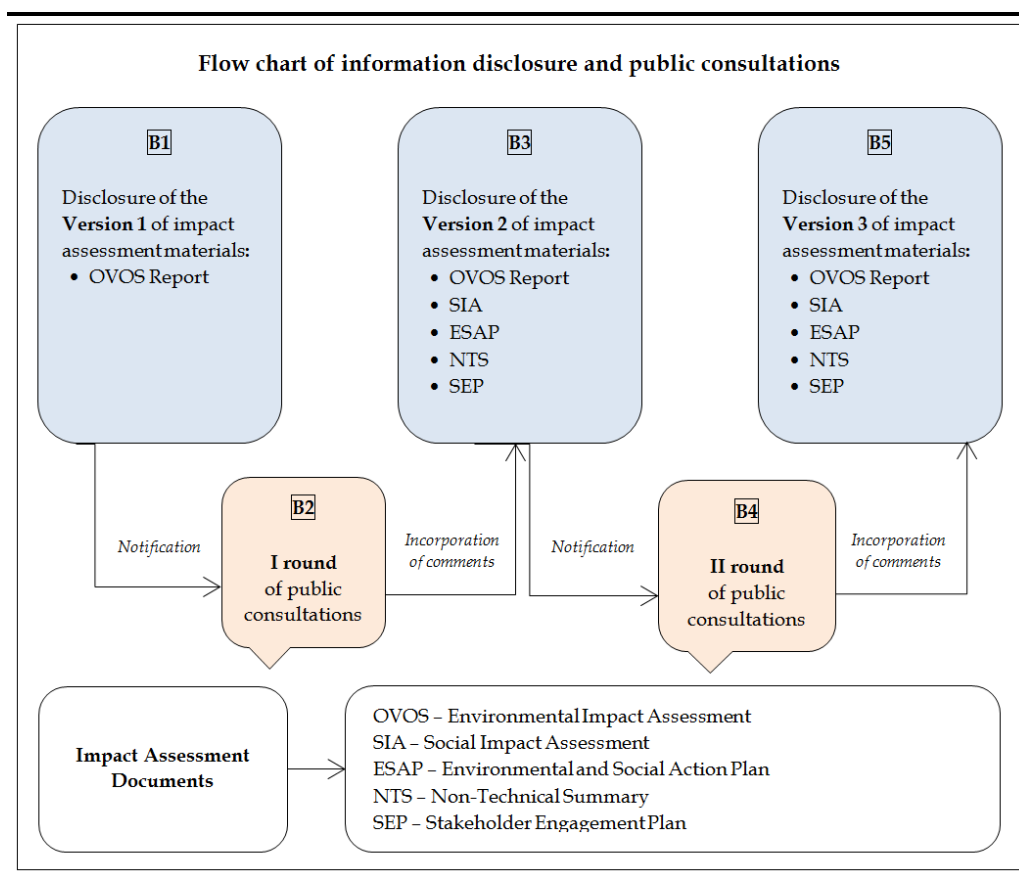 Flow chart of information disclosure and public consultations
B1
Disclosure of the
Version 1 of impact
assessment materials:
• OVOS Report
B3
Disclosure of the
Version 2 of impact
assessment materials:
• OVOS Report
• SIA
• ESAP
• NTS
• SEP
B5
Disclosure of the
Version 3 of impact
assessment materials:
• OVOS Report
• SIA
• ESAP
• NTS
• SEP
Notification
B2
I round
of public
consultations
Incorporation
of comments
Notification
B4
II round
of public
consultations
Incorporation
of comments
Impact Assessment
Documents
OVOS – Environmental Impact Assessment
SIA – Social Impact Assessment
ESAP – Environmental and Social Action Plan
NTS – Non-Technical Summary
SEP – Stakeholder Engagement Plan